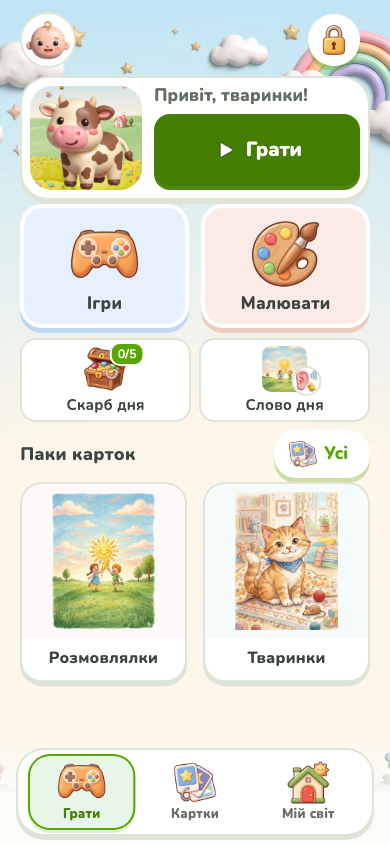 Привіт, тваринки!
Грати
Ігри
Малювати
0/5
Скарб дня
Слово дня
Паки карток
Усі
Розмовлялки
Тваринки
Грати
Картки
Мій світ